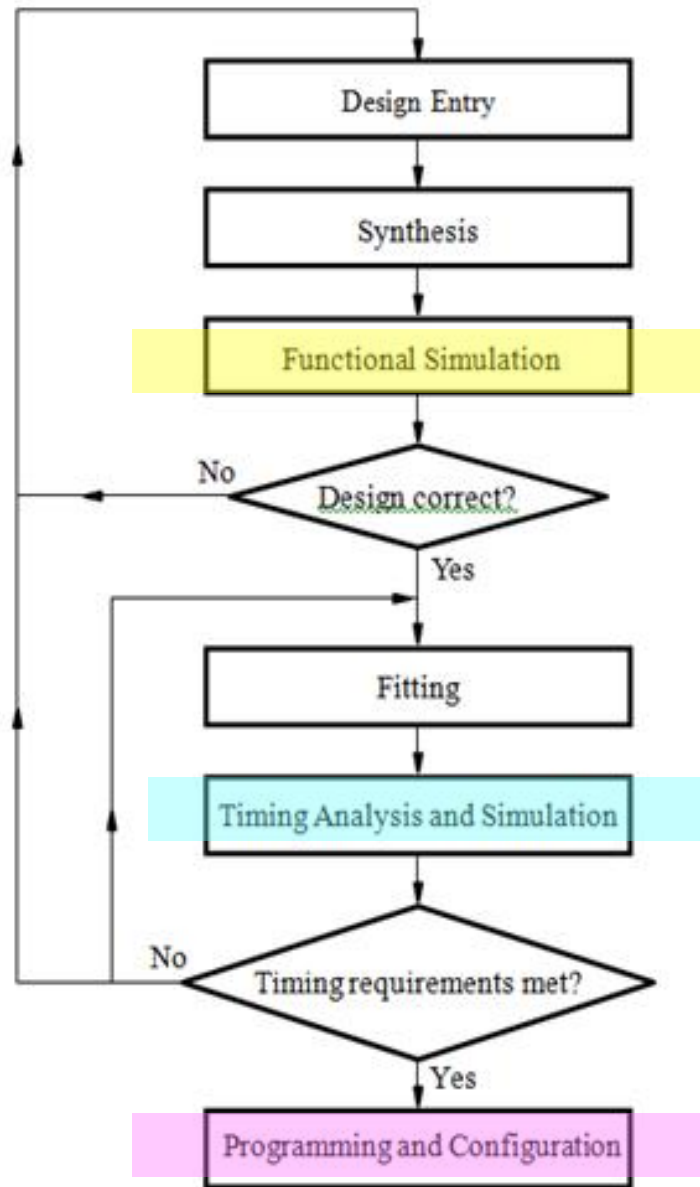 Design Entry
Synthesis
Functional Simulation
No
Design correct?
Yes
Fitting
Timing Analysis and Simulation
No
Timing requirements met?
Yes
Programming and Configuration